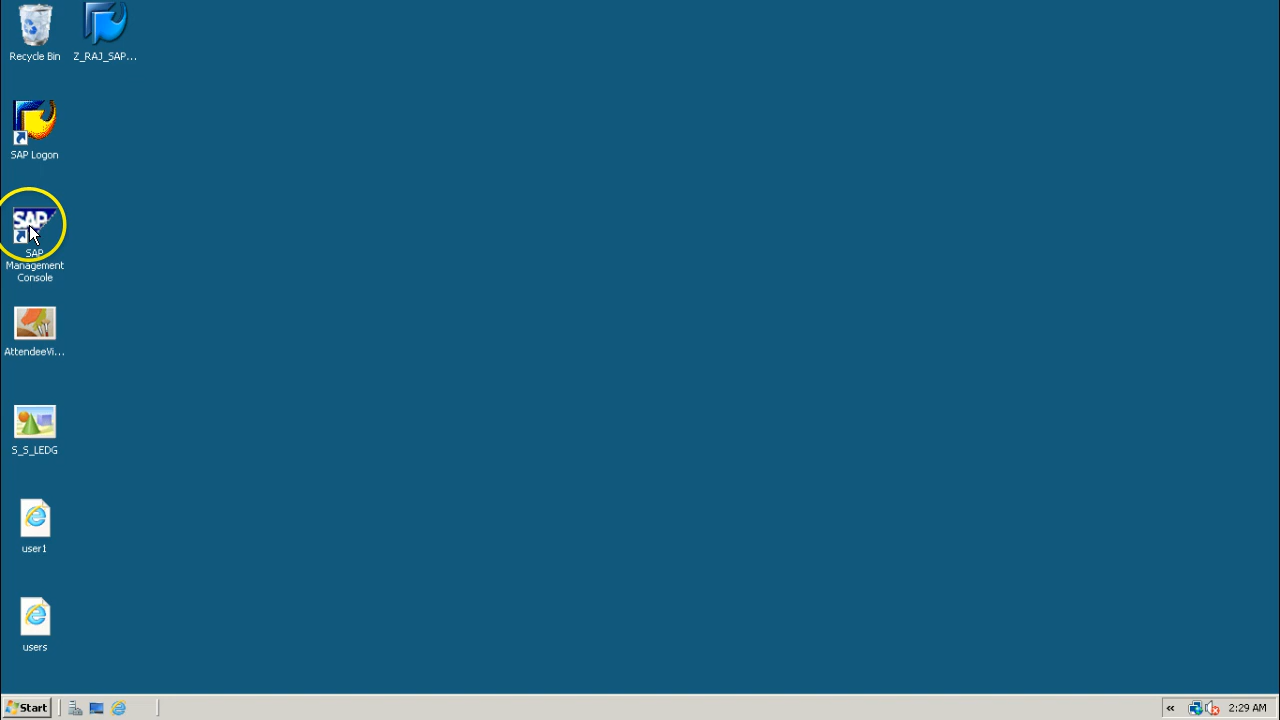 Recycle Bin
Z_RAJ_SAP...
SAP Logon
SAP
SAP
Management
Console
AttendeeVi...
S_S_LEDG
user1
users
Start
«
2:29 AM